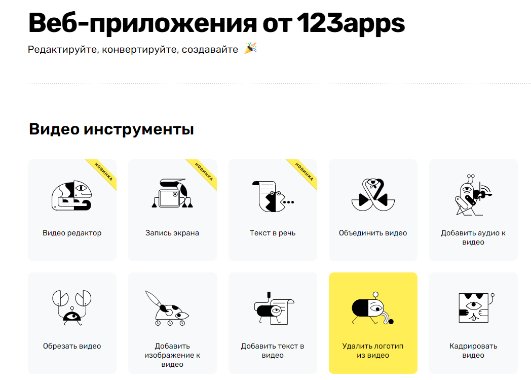 Веб-приложения от 123apps
Редактируйте, конвертируйте, создавайте 🎉
Видео инструменты
НОВИНКА
НОВИНКА
НОВИНКА
Видео редактор
Запись экрана
Текст в речь
Объединить видео
Добавить аудио к
видео
Обрезать видео
Добавить
изображение к
видео
Добавить текст в
видео
Удалить логотип
из видео
Кадрировать
видео